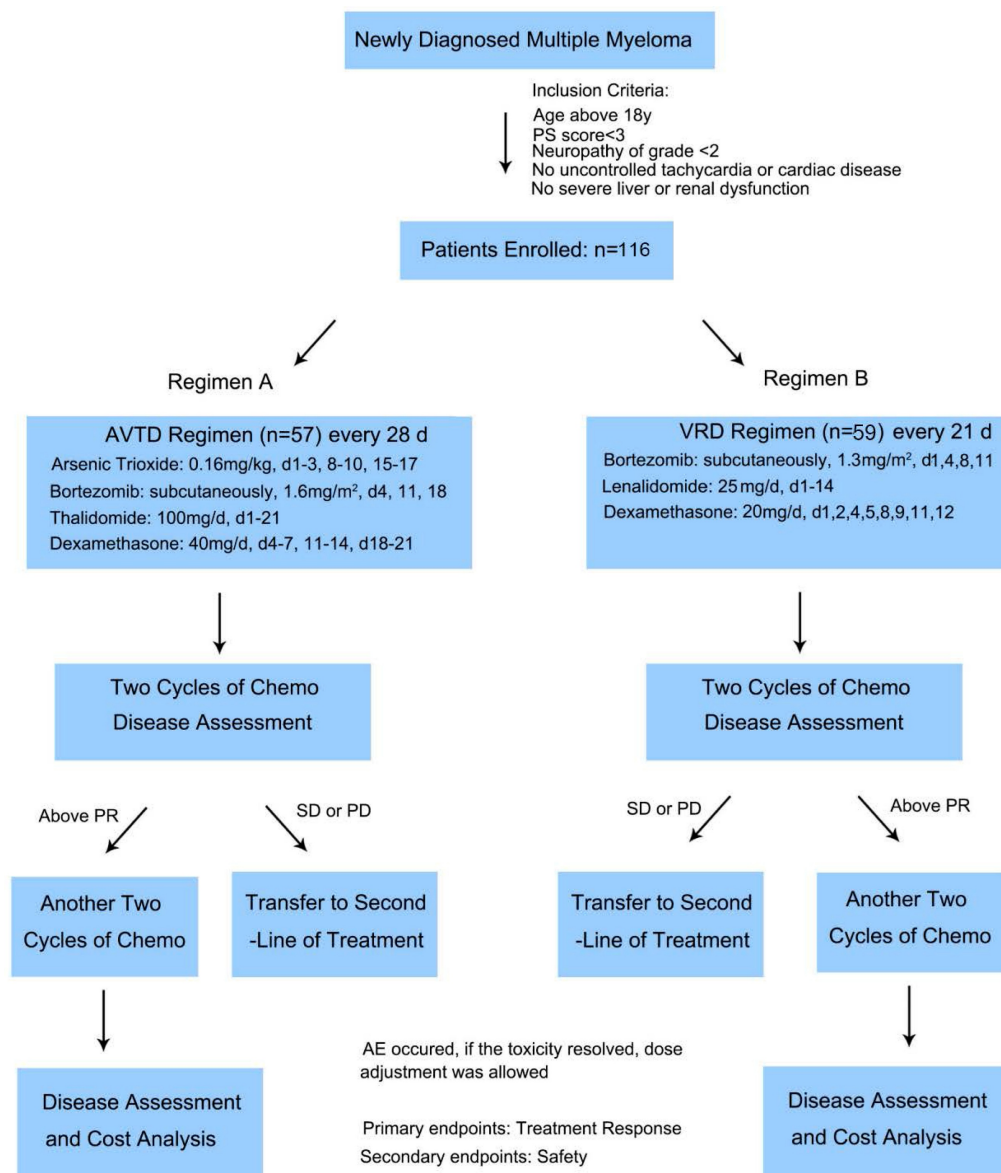 Newly Diagnosed Multiple Myeloma
Inclusion Criteria:
Age above 18y
PS score<3
Neuropathy of grade <2
No uncontrolled tachycardia or cardiac disease
No severe liver or renal dysfunction
Patients Enrolled: n=116
Regimen A
AVTD Regimen (n=57) every 28 d
Arsenic Trioxide: 0.16mg/kg, d1-3, 8-10, 15-17
Bortezomib: subcutaneously, 1.6mg/m², d4, 11, 18
Thalidomide: 100mg/d, d1-21
Dexamethasone: 40mg/d, d4-7, 11-14, d18-21
Regimen B
VRD Regimen (n=59) every 21 d
Bortezomib: subcutaneously, 1.3mg/m², d1,4,8,11
Lenalidomide: 25mg/d, d1-14
Dexamethasone: 20mg/d, d1,2,4,5,8,9,11,12
Two Cycles of Chemo
Disease Assessment
Two Cycles of Chemo
Disease Assessment
Above PR
SD or PD
SD or PD
Above PR
Another Two
Cycles of Chemo
Transfer to Second
-Line of Treatment
Transfer to Second
-Line of Treatment
Another Two
Cycles of Chemo
Disease Assessment
and Cost Analysis
AE occured, if the toxicity resolved, dose
adjustment was allowed
Primary endpoints: Treatment Response
Secondary endpoints: Safety
Disease Assessment
and Cost Analysis